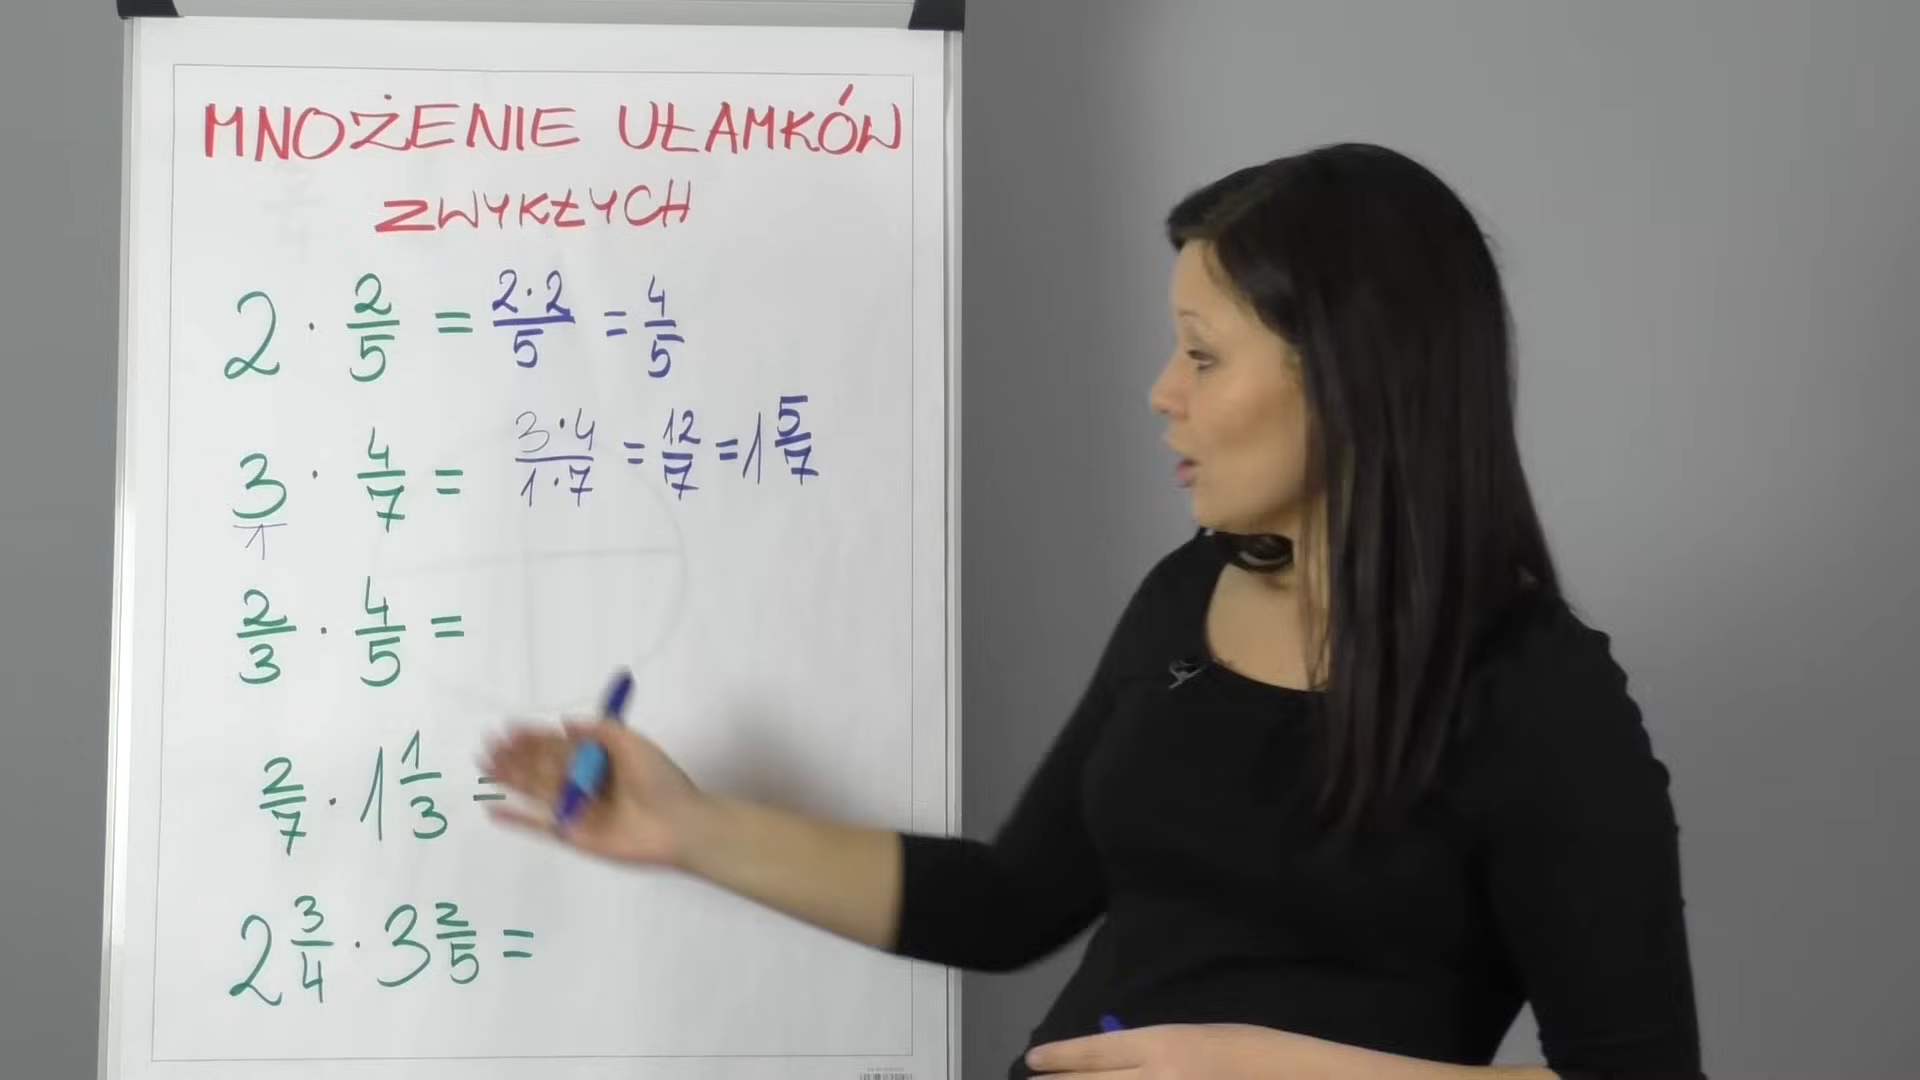 MNOŻENIE UŁAMKÓW
ZWYKŁYCH
2 · 2/5 = 2·2/5 = 4/5
3/1 · 4/7 = 3·4/1·7 = 12/7 = 1 5/7
2/3 · 4/5 =
2/7 · 1 1/3 =
2 3/4 · 3 2/5 =